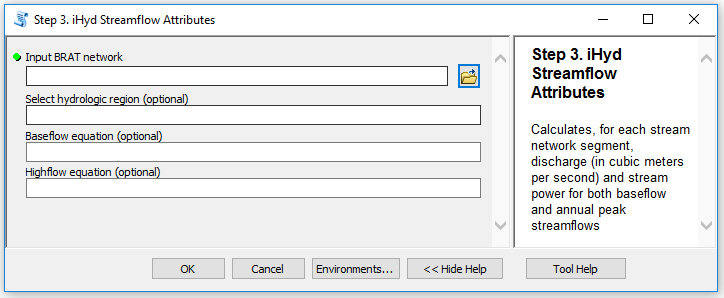 Step 3. iHyd Streamflow Attributes
Input BRAT network
Select hydrologic region (optional)
Baseflow equation (optional)
Highflow equation (optional)
Step 3. iHyd
Streamflow
Attributes
Calculates, for each stream
network segment,
discharge (in cubic meters
per second) and stream
power for both baseflow
and annual peak
streamflows
OK
Cancel
Environments...
<< Hide Help
Tool Help